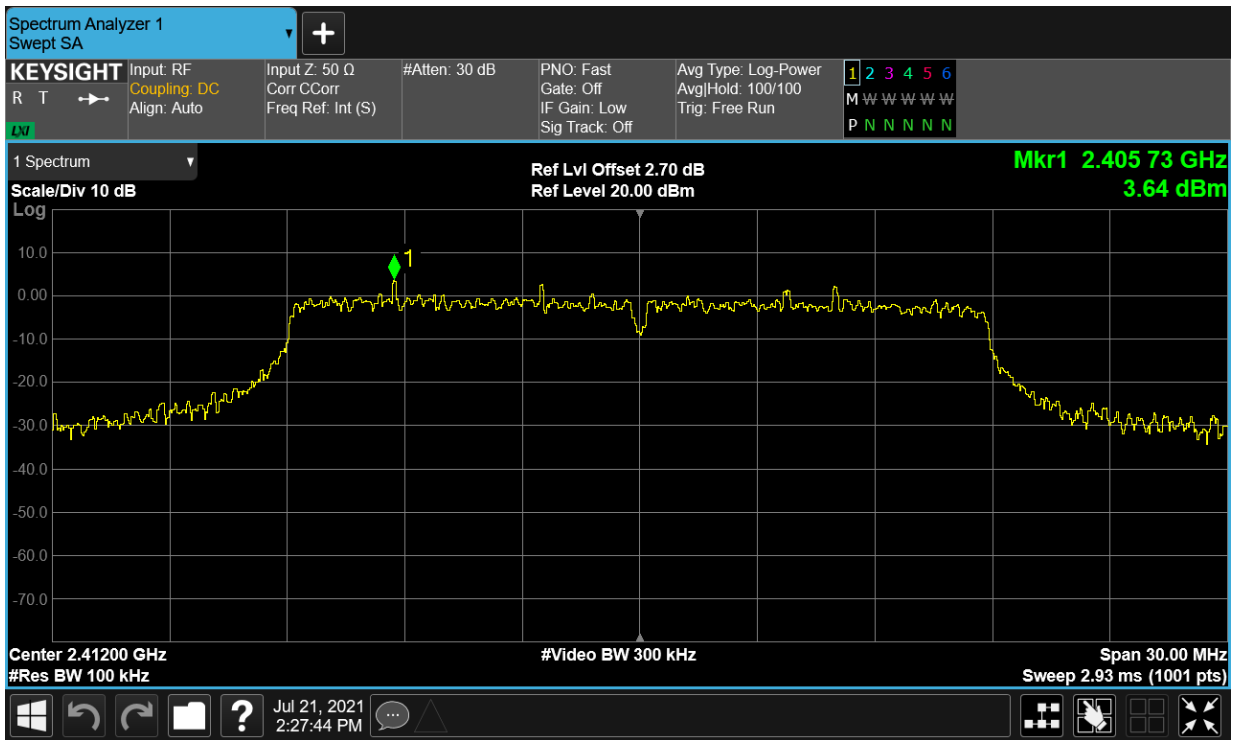 Spectrum Analyzer 1
Swept SA
KEYSIGHT
R T
LXI
Input: RF
Coupling: DC
Align: Auto
Input Z: 50 Ω
Corr CCorr
Freq Ref: Int (S)
#Atten: 30 dB
PNO: Fast
Gate: Off
IF Gain: Low
Sig Track: Off
Avg Type: Log-Power
Avg|Hold: 100/100
Trig: Free Run
1 2 3 4 5 6
M W W W W W
P N N N N N
1 Spectrum
Scale/Div 10 dB
Log
Ref Lvl Offset 2.70 dB
Ref Level 20.00 dBm
Mkr1 2.405 73 GHz
3.64 dBm
1
10.0
0.00
-10.0
-20.0
-30.0
-40.0
-50.0
-60.0
-70.0
Center 2.41200 GHz
#Res BW 100 kHz
#Video BW 300 kHz
Span 30.00 MHz
Sweep 2.93 ms (1001 pts)
?
Jul 21, 2021
2:27:44 PM